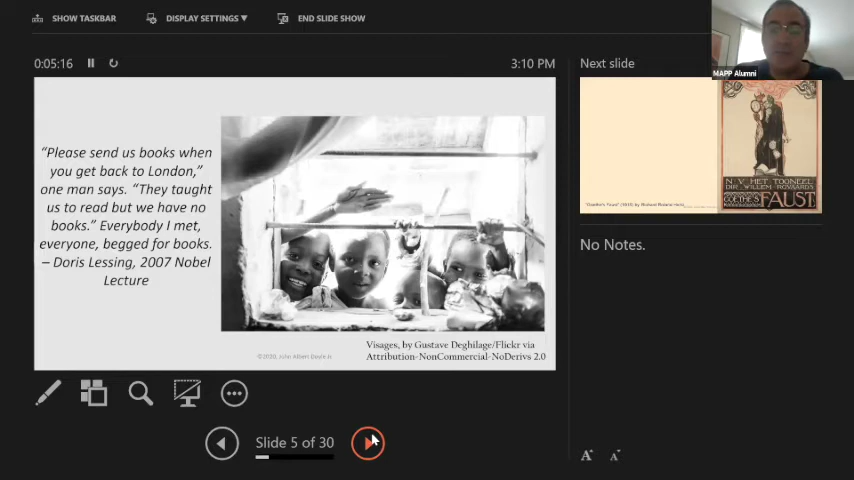 SHOW TASKBAR
DISPLAY SETTINGS ▼
END SLIDE SHOW
MAPP Alumni
0:05:16
3:10 PM
Next slide
“Please send us books when
you get back to London,”
one man says. “They taught
us to read but we have no
books.” Everybody I met,
everyone, begged for books.
– Doris Lessing, 2007 Nobel
Lecture
Visages, by Gustave Deghilage/Flickr via
Attribution-NonCommercial-NoDerivs 2.0
©2020, John Albert Doyle Jr.
N.V. HET TOONEEL
DIR. WILLEM ROYAARDS
GOETHE'S FAUST
No Notes.
Slide 5 of 30
A
A